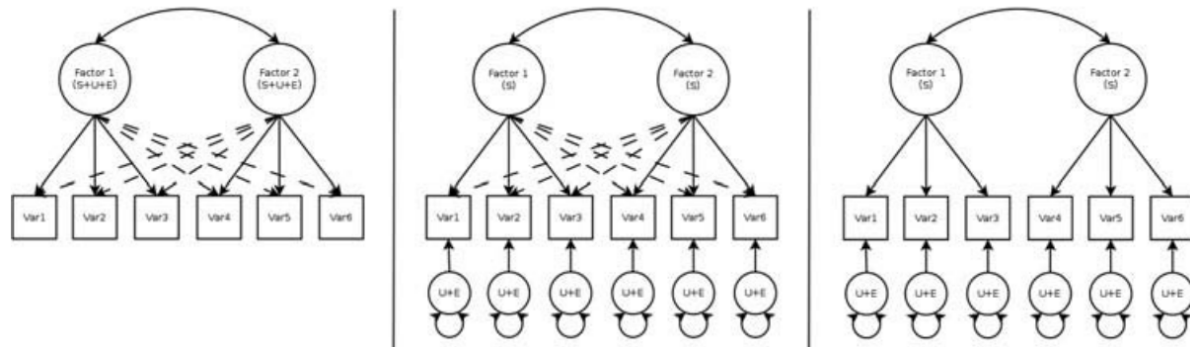 Factor 1
(S+U+E)
Factor 2
(S+U+E)
Var1 Var2 Var3 Var4 Var5 Var6
Factor 1
(S)
Factor 2
(S)
Var1 Var2 Var3 Var4 Var5 Var6
U+E U+E U+E U+E U+E U+E
Factor 1
(S)
Factor 2
(S)
Var1 Var2 Var3 Var4 Var5 Var6
U+E U+E U+E U+E U+E U+E